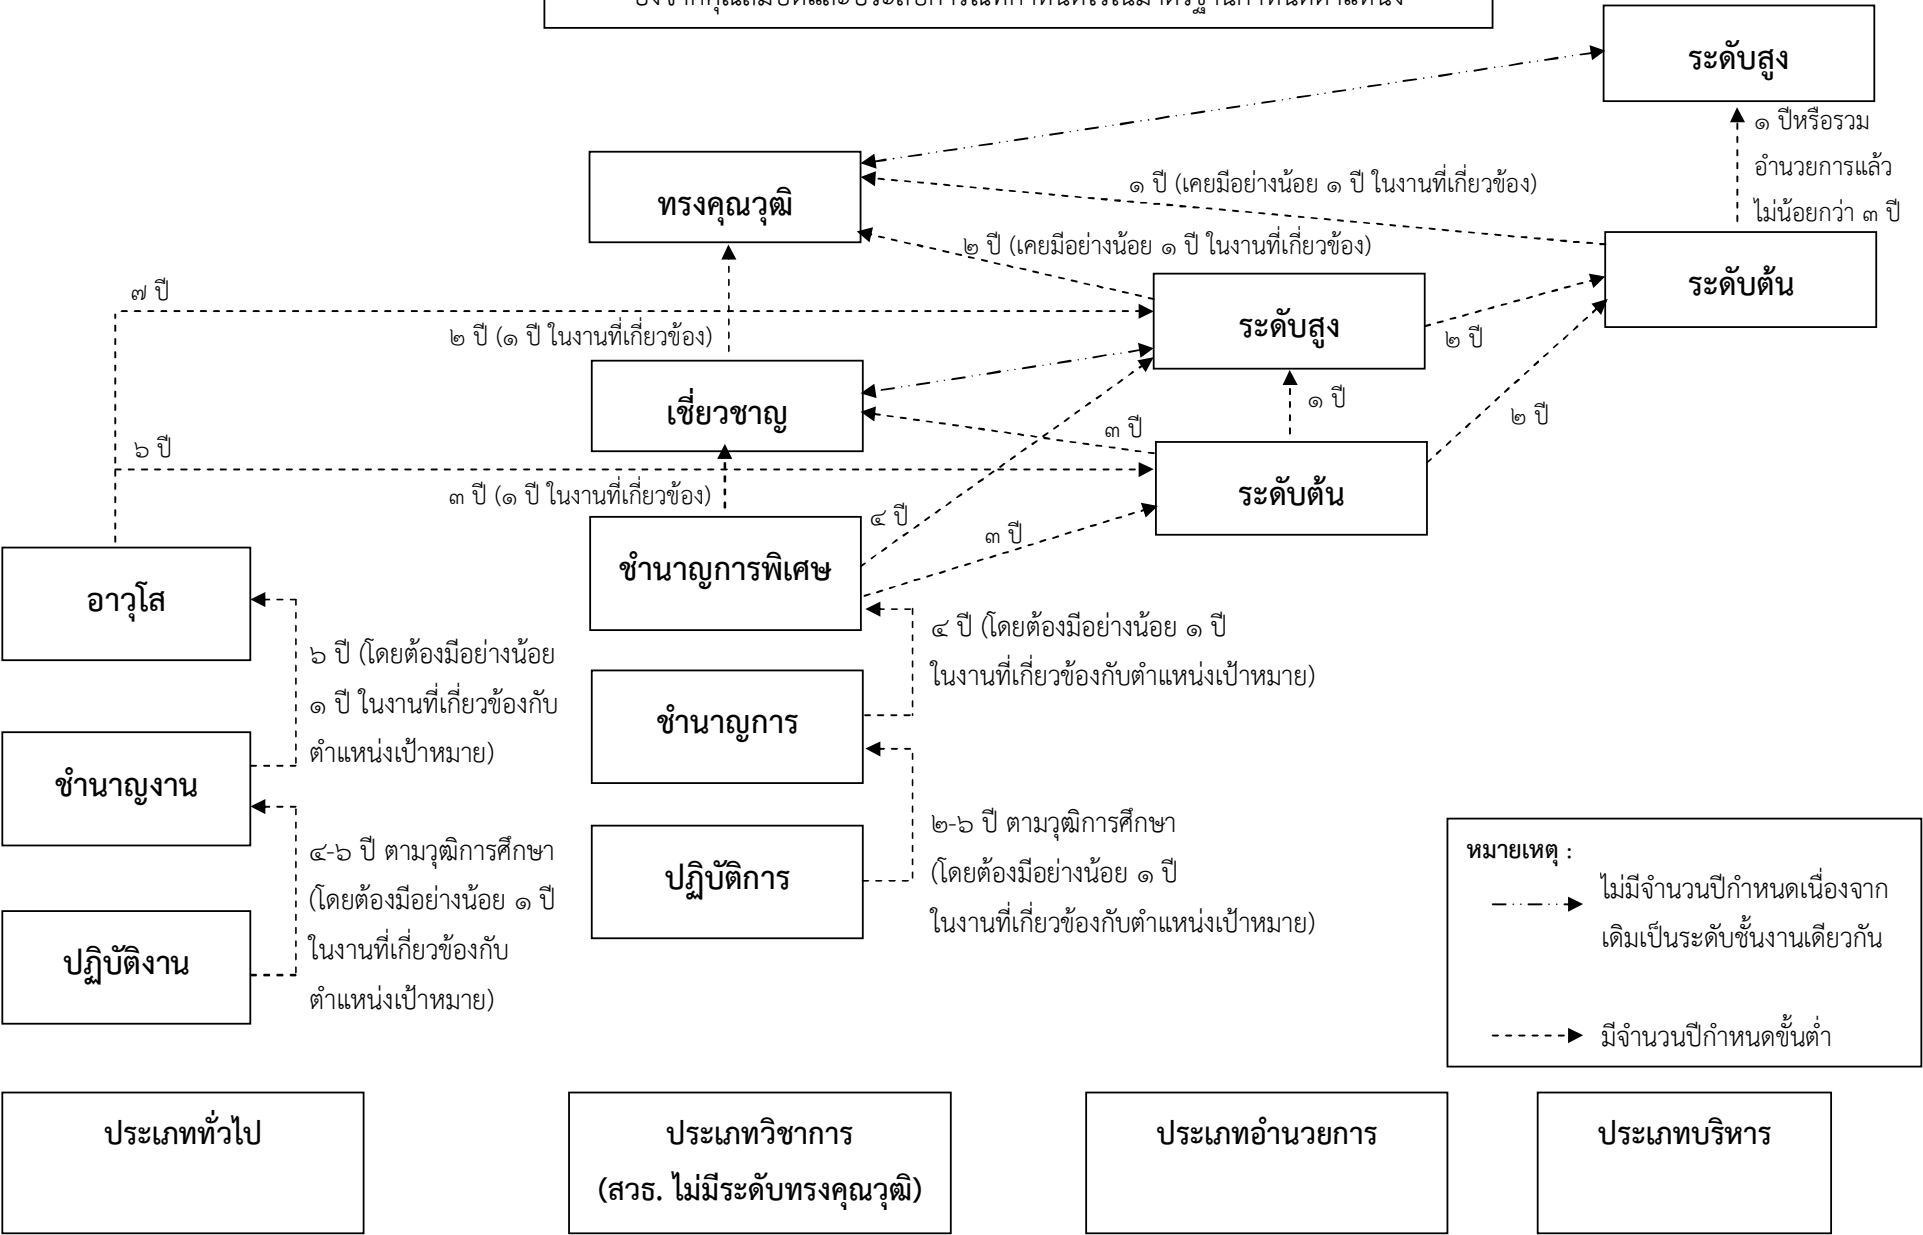 ระดับสูง
๑ ปีหรือรวม
อำนวยการแล้ว
ไม่น้อยกว่า ๓ ปี
ทรงคุณวุฒิ
๑ ปี (เคยมีอย่างน้อย ๑ ปี ในงานที่เกี่ยวข้อง)
๒ ปี (เคยมีอย่างน้อย ๑ ปี ในงานที่เกี่ยวข้อง)
ระดับต้น
๗ ปี
๒ ปี (๑ ปี ในงานที่เกี่ยวข้อง)
ระดับสูง
๒ ปี
เชี่ยวชาญ
๑ ปี
๒ ปี
๓ ปี
๖ ปี
๓ ปี (๑ ปี ในงานที่เกี่ยวข้อง)
ระดับต้น
๔ ปี
๓ ปี
ชำนาญการพิเศษ
อาวุโส
๔ ปี (โดยต้องมีอย่างน้อย ๑ ปี
ในงานที่เกี่ยวข้องกับตำแหน่งเป้าหมาย)
๖ ปี (โดยต้องมีอย่างน้อย
๑ ปี ในงานที่เกี่ยวข้องกับ
ตำแหน่งเป้าหมาย)
ชำนาญการ
ชำนาญงาน
๒-๖ ปี ตามวุฒิการศึกษา
(โดยต้องมีอย่างน้อย ๑ ปี
ในงานที่เกี่ยวข้องกับตำแหน่งเป้าหมาย)
๔-๖ ปี ตามวุฒิการศึกษา
(โดยต้องมีอย่างน้อย ๑ ปี
ในงานที่เกี่ยวข้องกับ
ตำแหน่งเป้าหมาย)
ปฏิบัติการ
ปฏิบัติงาน
หมายเหตุ :
ไม่มีจำนวนปีกำหนดเนื่องจาก
เดิมเป็นระดับชั้นงานเดียวกัน
มีจำนวนปีกำหนดขั้นต่ำ
ประเภททั่วไป
ประเภทวิชาการ
(สวธ. ไม่มีระดับทรงคุณวุฒิ)
ประเภทอำนวยการ
ประเภทบริหาร